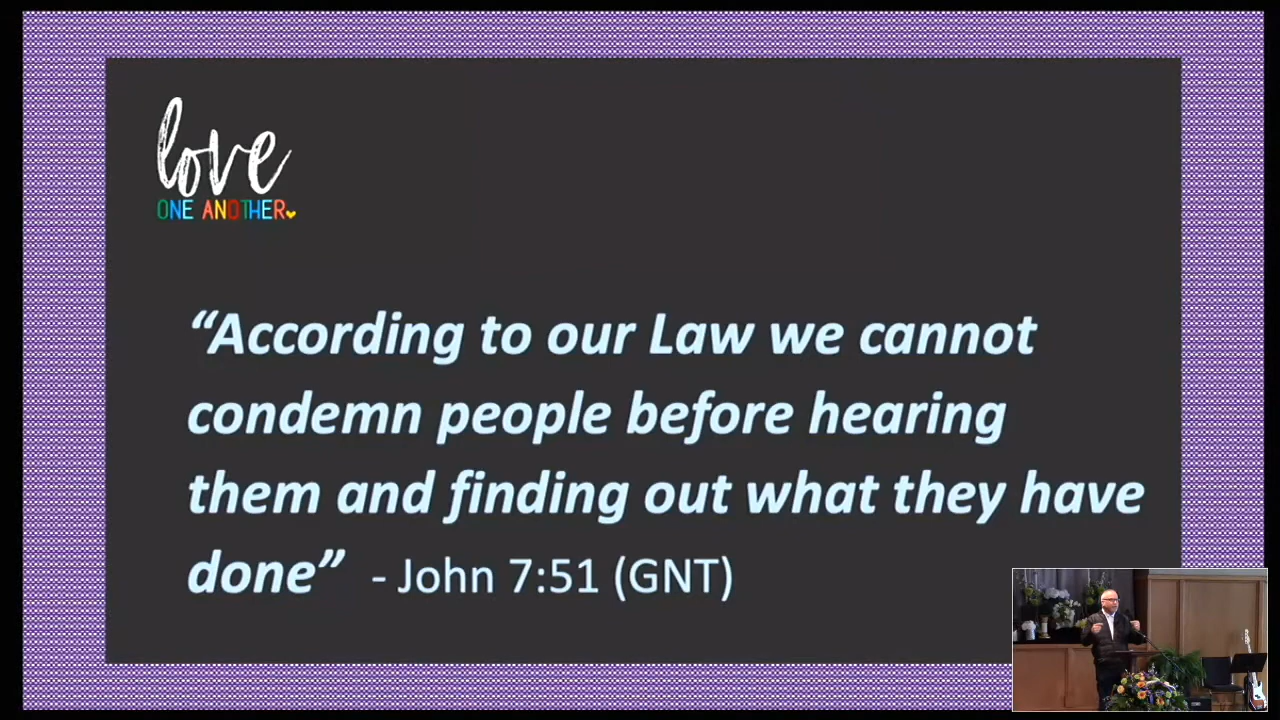 love
ONE ANOTHER
“According to our Law we cannot
condemn people before hearing
them and finding out what they have
done” - John 7:51 (GNT)